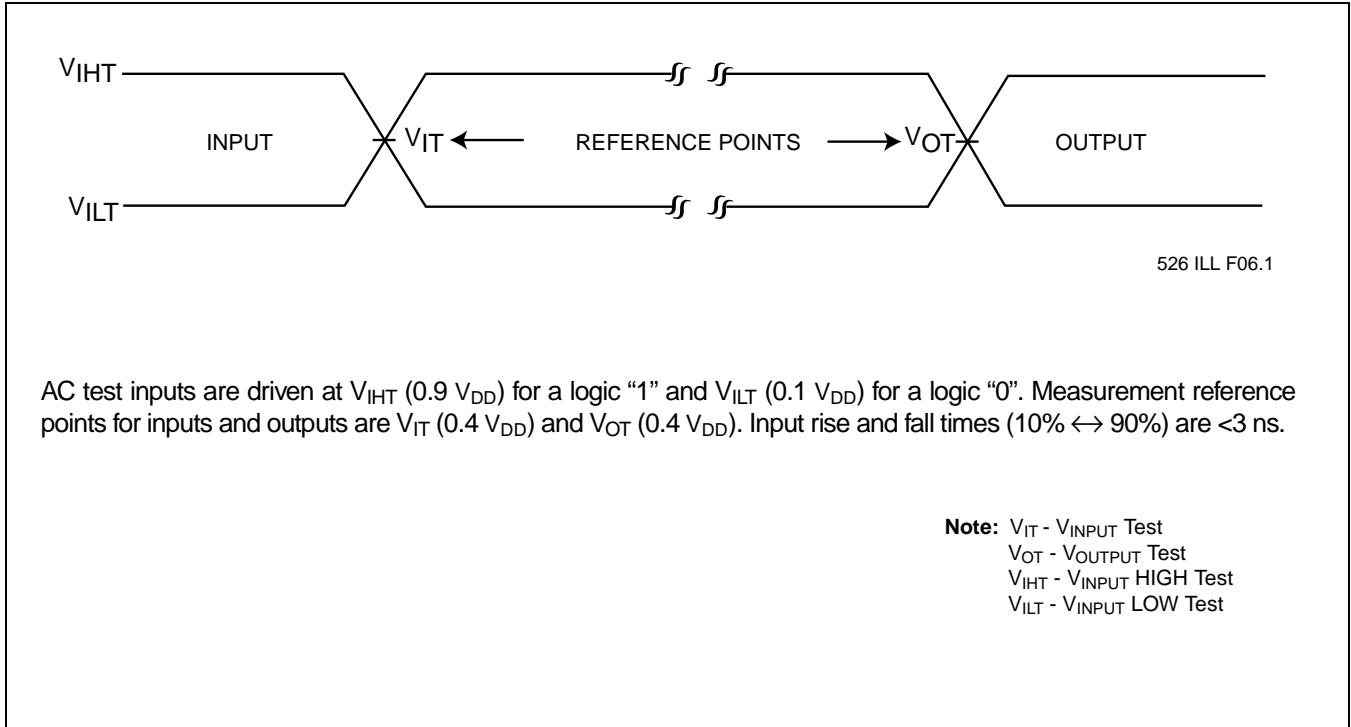 VIHT
INPUT VIT REFERENCE POINTS VOT OUTPUT
VILT
526 ILL F06.1
AC test inputs are driven at VIHT (0.9 VDD) for a logic “1” and VILT (0.1 VDD) for a logic “0”. Measurement reference
points for inputs and outputs are VIT (0.4 VDD) and VOT (0.4 VDD). Input rise and fall times (10% ↔ 90%) are <3 ns.
Note: VIT - VINPUT Test
VOT - VOUTPUT Test
VIHT - VINPUT HIGH Test
VILT - VINPUT LOW Test